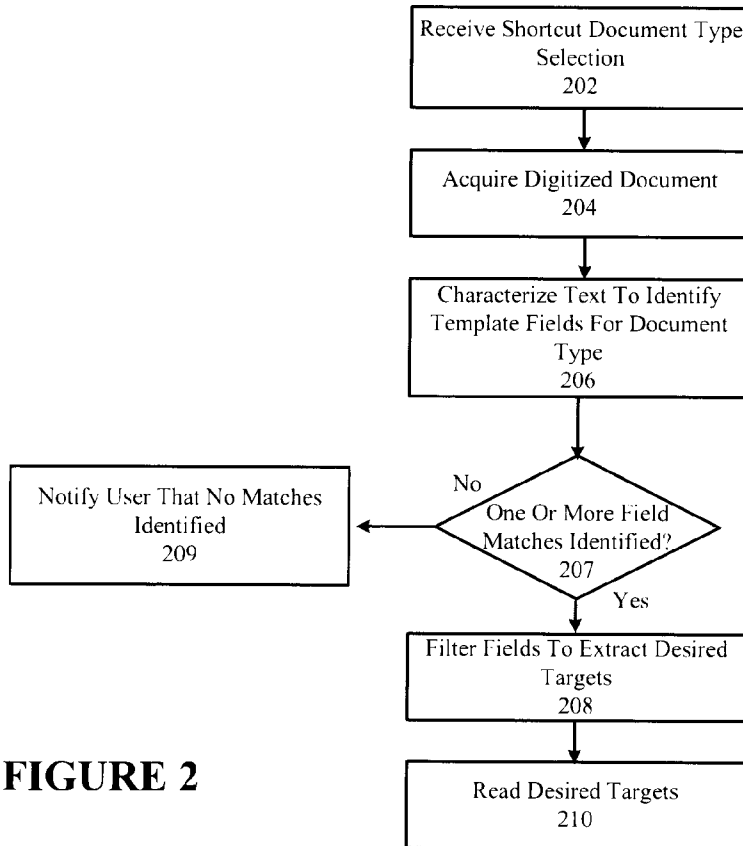 Receive Shortcut Document Type
Selection
202
Acquire Digitized Document
204
Characterize Text To Identify
Template Fields For Document
Type
206
No
One Or More Field
Matches Identified?
207
Yes
Notify User That No Matches
Identified
209
Filter Fields To Extract Desired
Targets
208
Read Desired Targets
210
FIGURE 2